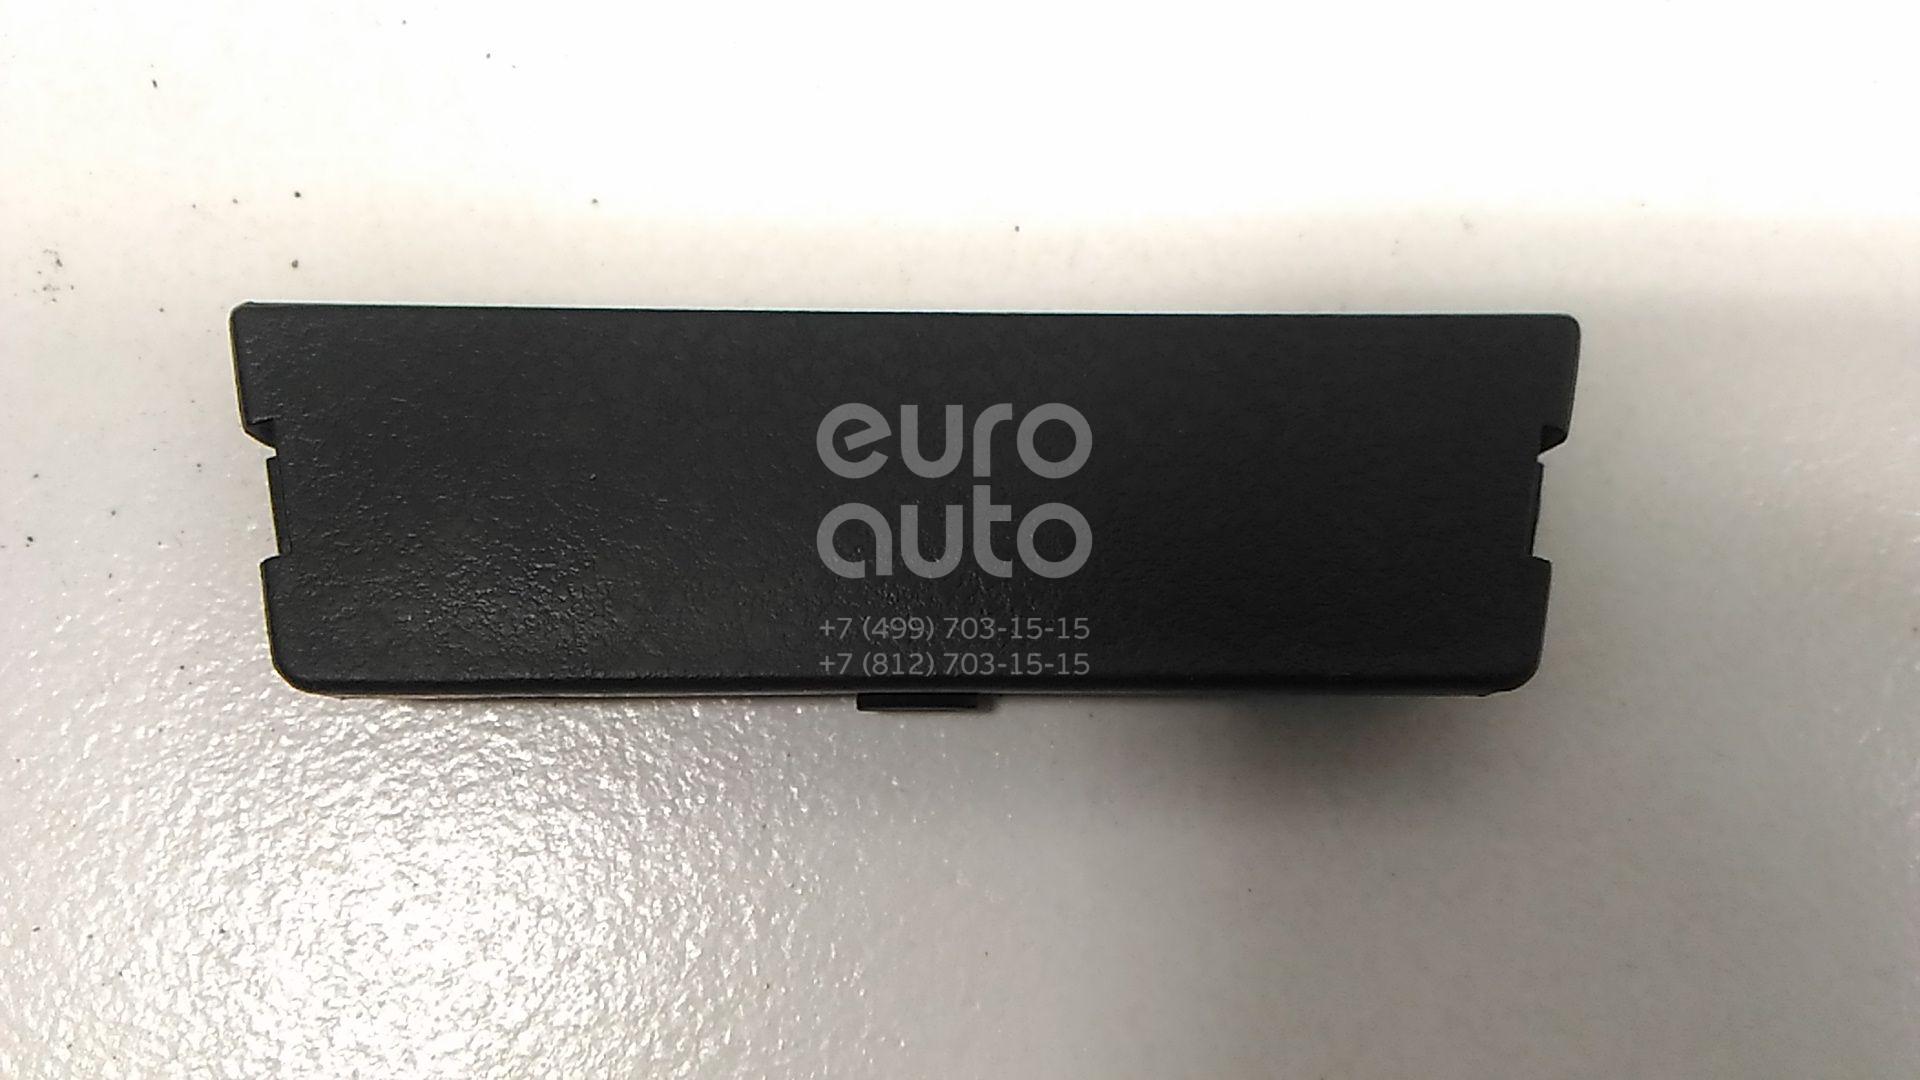 euro
auto
+7 (499) 703-15-15
+7 (812) 703-15-15